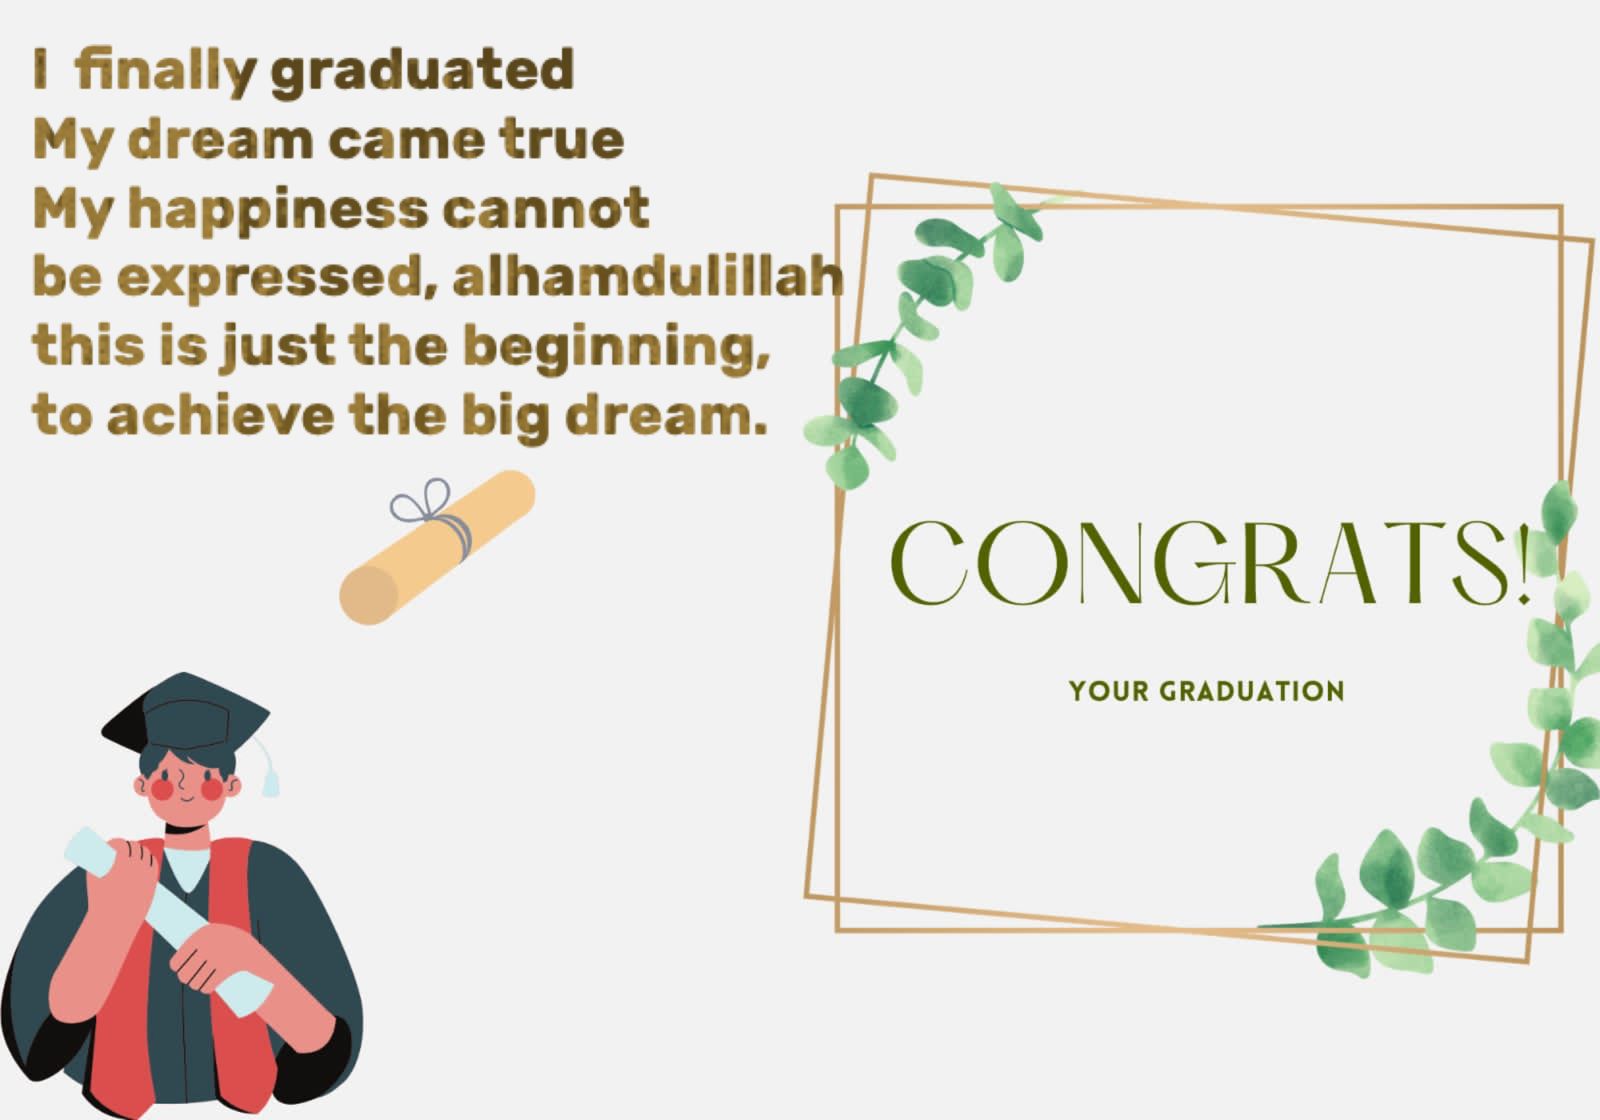 I finally graduated
My dream came true
My happiness cannot
be expressed, alhamdulillah
this is just the beginning,
to achieve the big dream.
CONGRATS!
YOUR GRADUATION